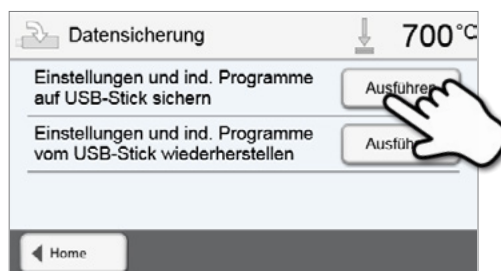 Datensicherung
700°C
Einstellungen und ind. Programme
auf USB-Stick sichern
Ausführen
Einstellungen und ind. Programme
vom USB-Stick wiederherstellen
Home